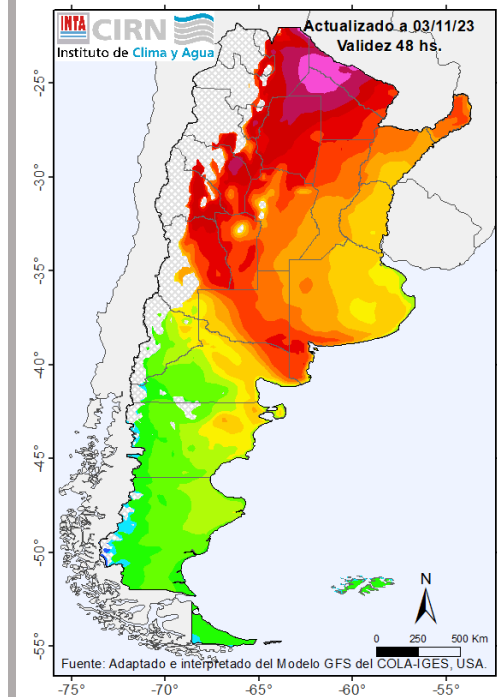 INTA CIRN
Instituto de Clima y Agua
Actualizado a 03/11/23
Validez 48 hs.
-25°
-30°
-35°
-40°
-45°
-50°
-55°
N
0 250 500 Km
Fuente: Adaptado e interpretado del Modelo GFS del COLA-IGES, USA.
-75° -70° -65° -60° -55°